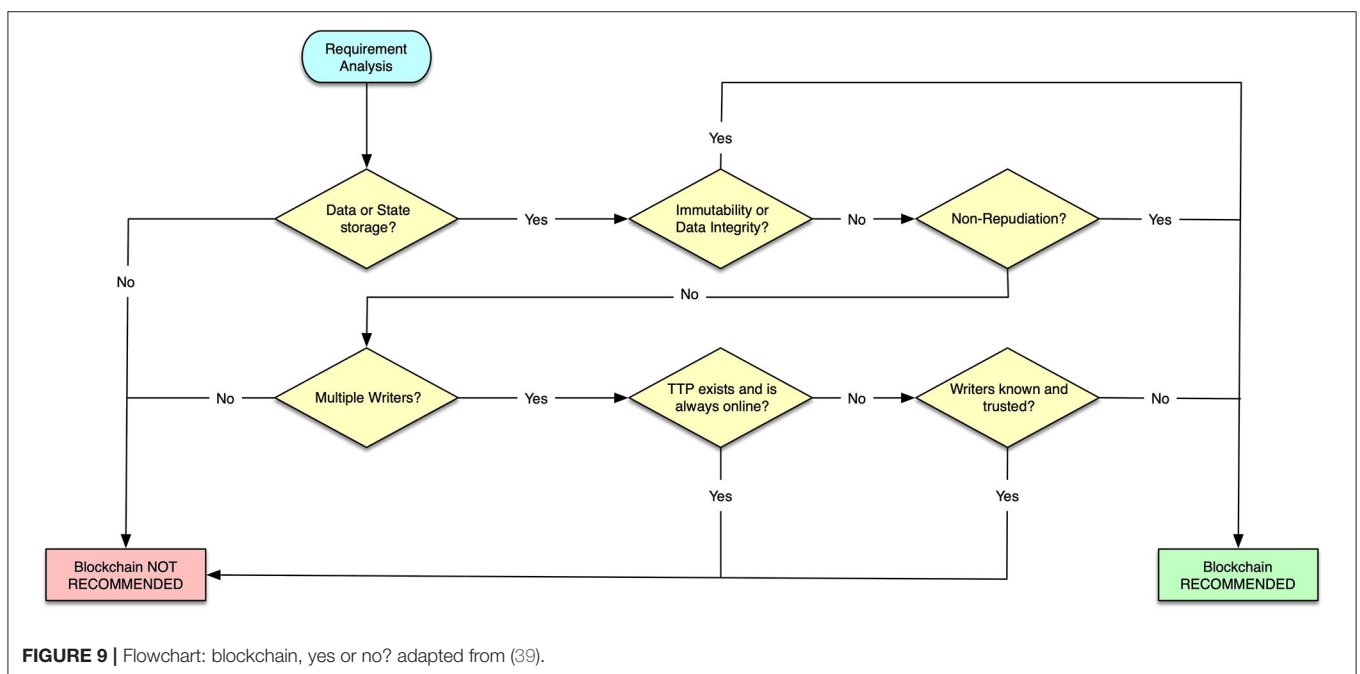 Requirement
Analysis
Yes
Data or State
storage?
Yes
Immutability or
Data Integrity?
No
Non-Repudiation?
Yes
No
No
No
Multiple Writers?
Yes
TTP exists and is
always online?
No
Writers known and
trusted?
No
Yes
Yes
Blockchain NOT
RECOMMENDED
Blockchain
RECOMMENDED
FIGURE 9 | Flowchart: blockchain, yes or no? adapted from (39).